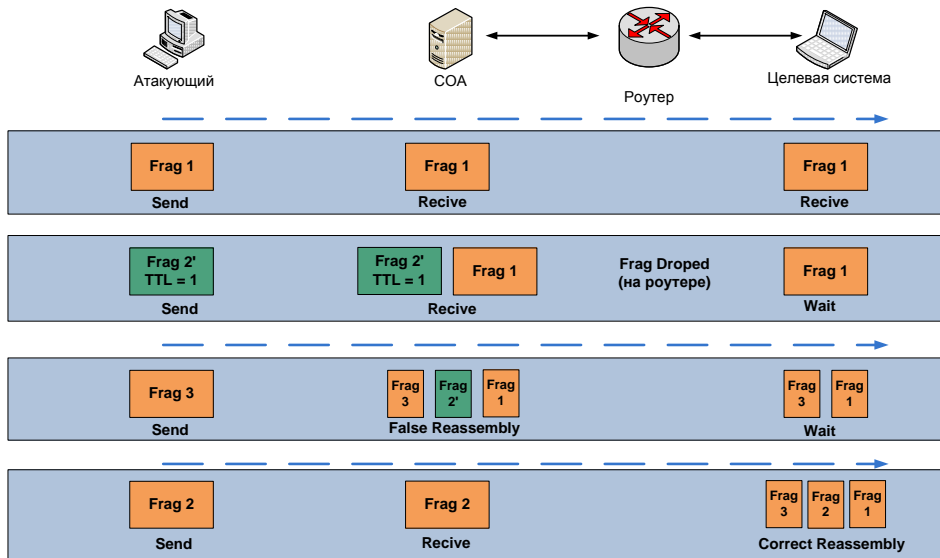 Атакующий
СОА
Роутер
Целевая система
Frag 1
Send
Frag 1
Recive
Frag 1
Recive
Frag 2'
TTL = 1
Send
Frag 2'
TTL = 1
Frag 1
Recive
Frag Droped
(на роутере)
Frag 1
Wait
Frag 3
Send
Frag
3
Frag
2'
Frag
1
False Reassembly
Frag
3
Frag
1
Wait
Frag 2
Send
Frag 2
Recive
Frag
3
Frag
2
Frag
1
Correct Reassembly